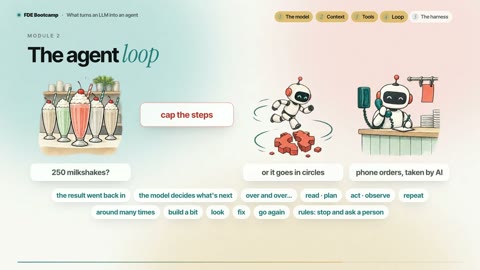 FDE Bootcamp · What turns an LLM into an agent
The model
Context
Tools
Loop
The harness
MODULE 2
The agent loop
cap the steps
250 milkshakes?
or it goes in circles
phone orders, taken by AI
the result went back in
the model decides what's next
over and over...
read · plan
act · observe
repeat
around many times
build a bit
look
fix
go again
rules: stop and ask a person